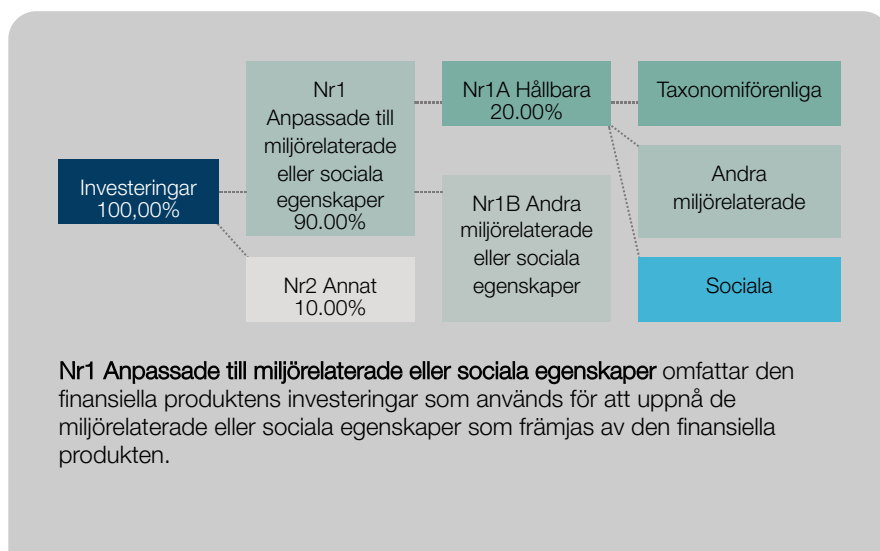 Investeringar
100,00%
Nr1
Anpassade till
miljörelaterade
eller sociala
egenskaper
90.00%
Nr2 Annat
10.00%
Nr1A Hållbara
20.00%
Nr1B Andra
miljörelaterade
eller sociala
egenskaper
Taxonomiförenliga
Andra
miljörelaterade
Sociala
Nr1 Anpassade till miljörelaterade eller sociala egenskaper omfattar den
finansiella produktens investeringar som används för att uppnå de
miljörelaterade eller sociala egenskaper som främjas av den finansiella
produkten.